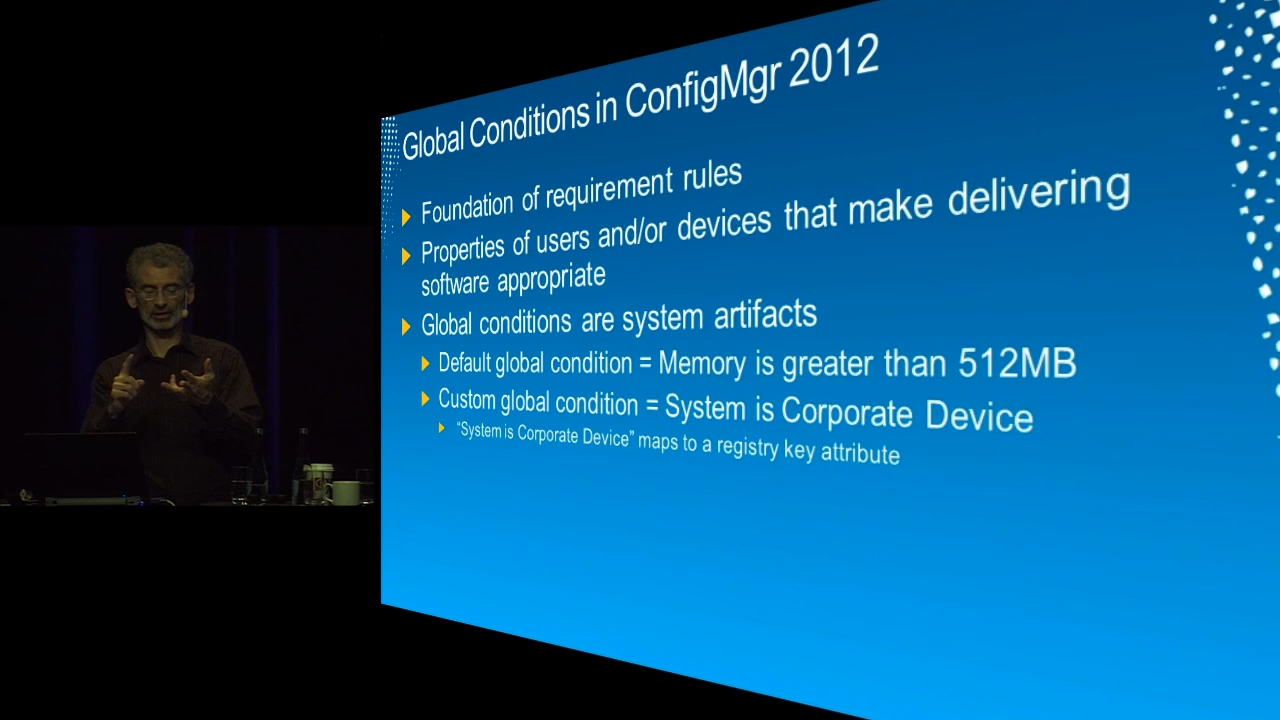 Global Conditions in ConfigMgr 2012
Foundation of requirement rules
Properties of users and/or devices that make delivering
software appropriate
Global conditions are system artifacts
Default global condition = Memory is greater than 512MB
Custom global condition = System is Corporate Device
“System is Corporate Device” maps to a registry key attribute